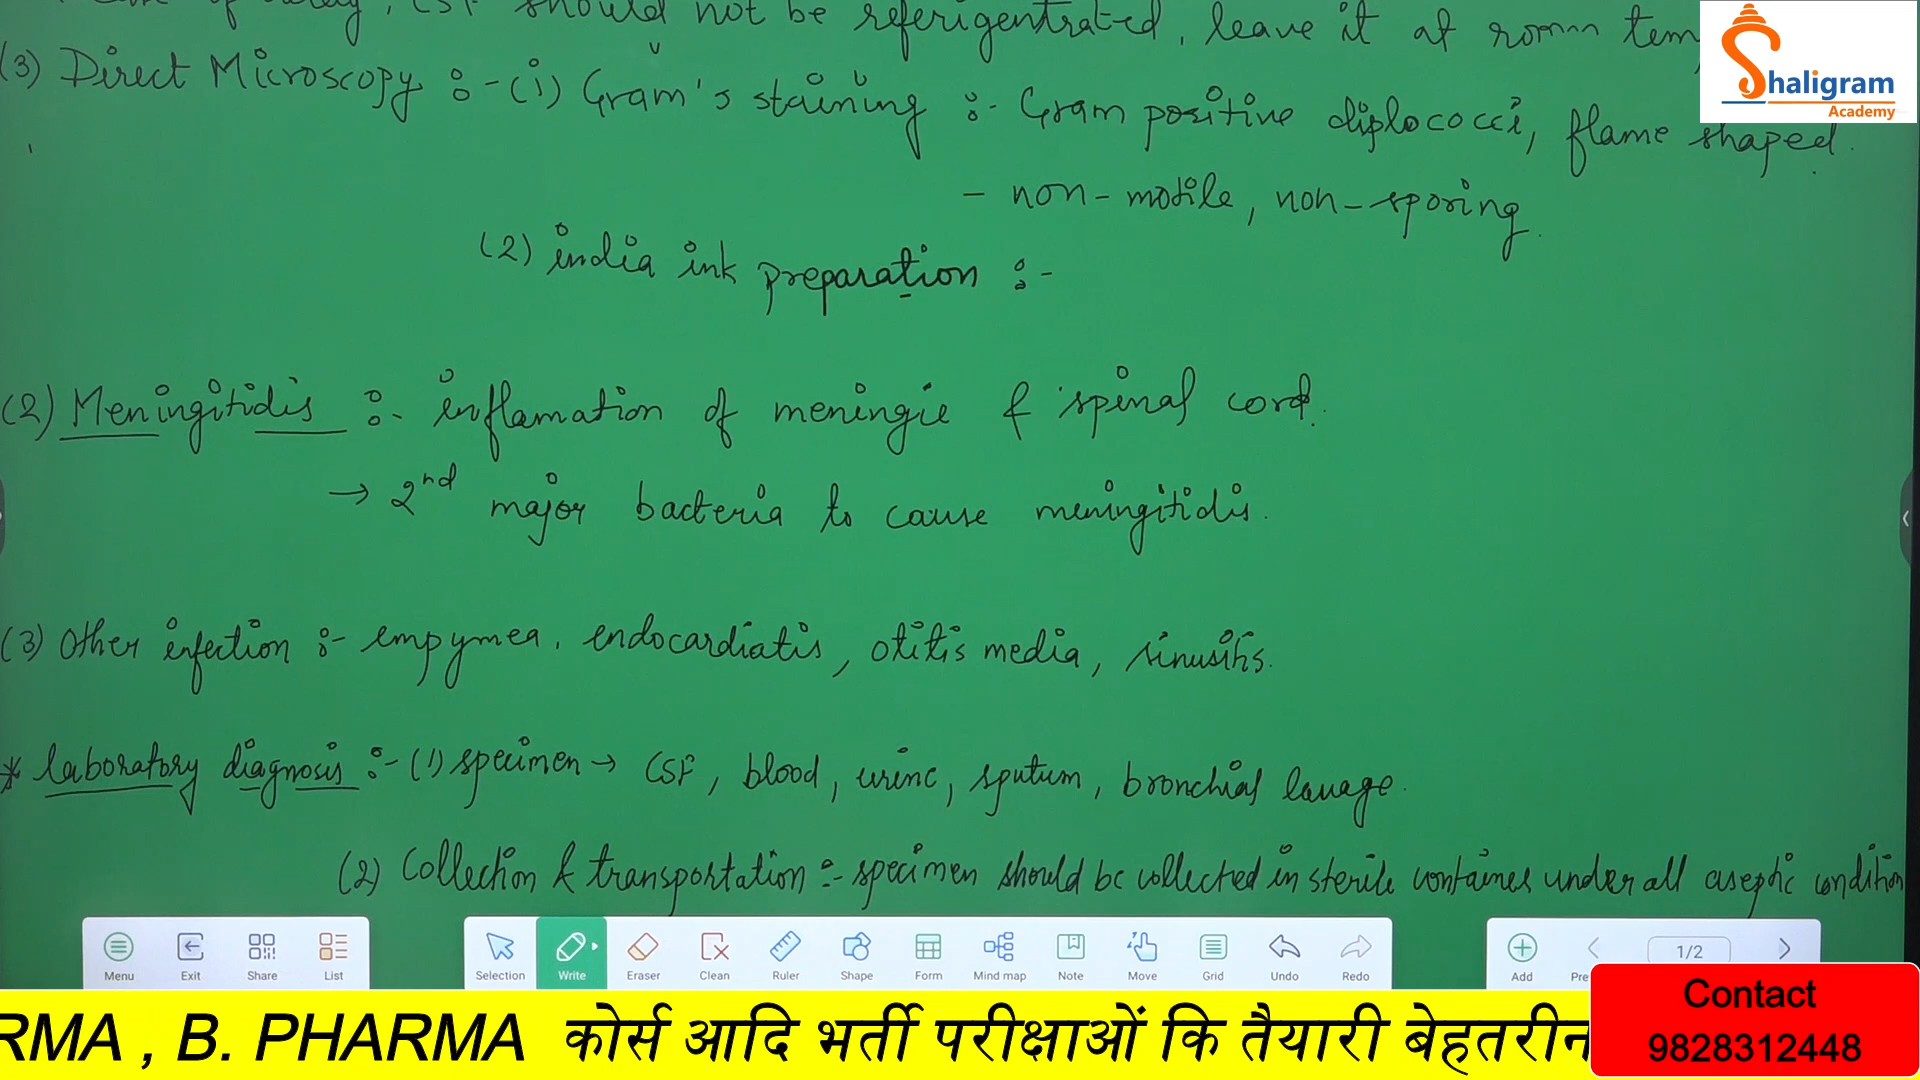 CSF should not be referigentrated, leave it at room tem
(3) Direct Microscopy :- (i) Gram's staining :- Gram positive diplococci, flame shaped.
- non-motile, non-sporing.
(2) india ink preparation :-
(2) Meningitidis :- inflamation of meningie & spinal cord.
→ 2nd major bacteria to cause meningitidis.
(3) Other infection :- empymea, endocardiatis, otitis media, sinusitis.
* laboratory diagnosis :- (1) specimen → CSF, blood, urine, sputum, bronchial lavage.
(2) Collection & transportation :- specimen should be collected in sterile container under all aseptic condition
Shaligram
Academy
Menu Exit Share List Selection Write Eraser Clean Ruler Shape Form Mind map Note Move Grid Undo Redo Add Pre 1/2
RMA , B. PHARMA कोर्स आदि भर्ती परीक्षाओं कि तैयारी बेहतरीन
Contact
9828312448